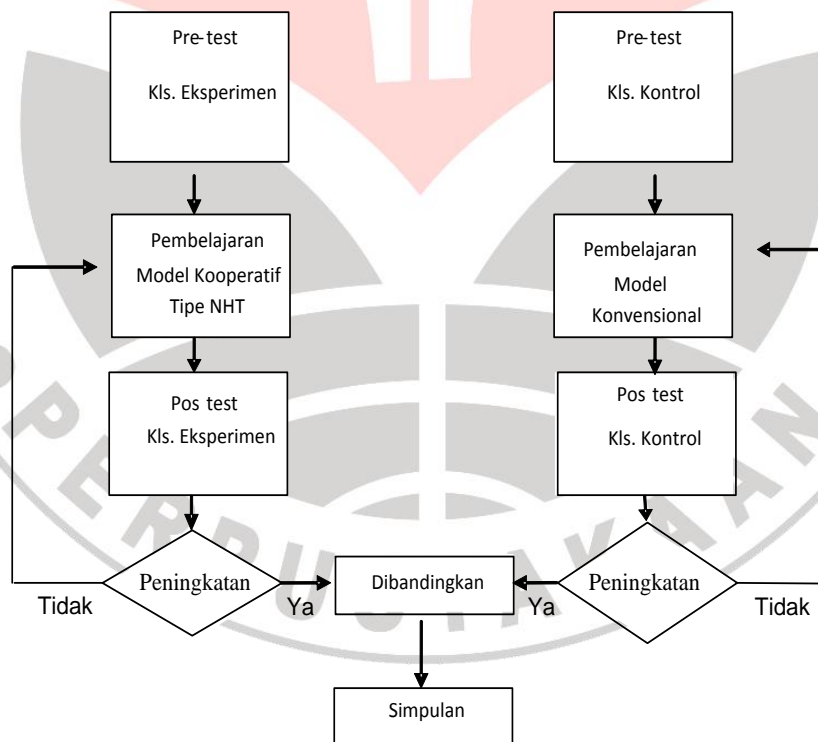 Pre-test
Kls. Eksperimen
Pre-test
Kls. Kontrol
Pembelajaran
Model Kooperatif
Tipe NHT
Pembelajaran
Model
Konvensional
Pos test
Kls. Eksperimen
Pos test
Kls. Kontrol
Peningkatan
Dibandingkan
Peningkatan
Tidak
Ya
Ya
Tidak
Simpulan
PERPUSTAKAAN